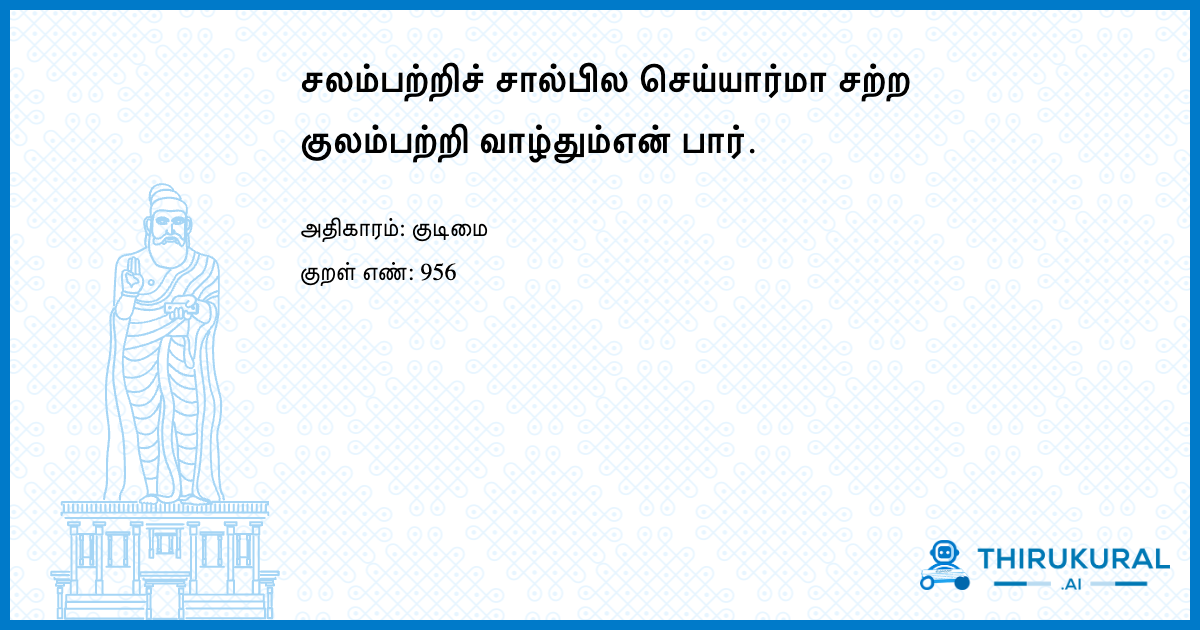 சலம்பற்றிச் சால்பில செய்யார்மா சற்ற
குலம்பற்றி வாழ்தும்என் பார்.
அதிகாரம்: குடிமை
குறள் எண்: 956
THIRUKURAL
.AI